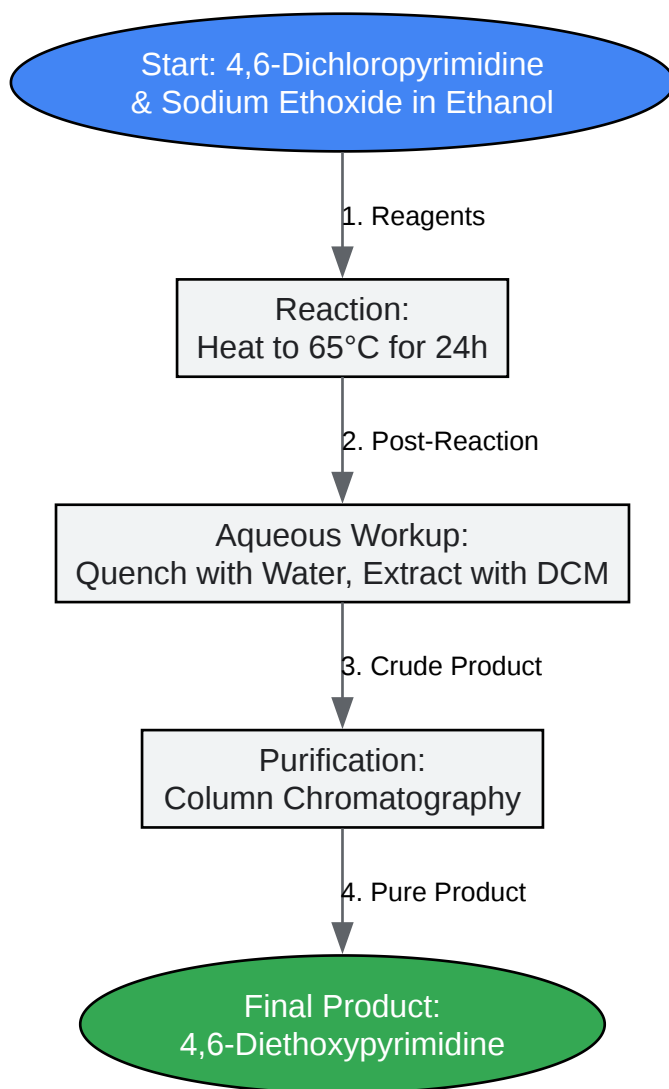 Start: 4,6-Dichloropyrimidine
& Sodium Ethoxide in Ethanol
1. Reagents
Reaction:
Heat to 65°C for 24h
2. Post-Reaction
Aqueous Workup:
Quench with Water, Extract with DCM
3. Crude Product
Purification:
Column Chromatography
4. Pure Product
Final Product:
4,6-Diethoxypyrimidine